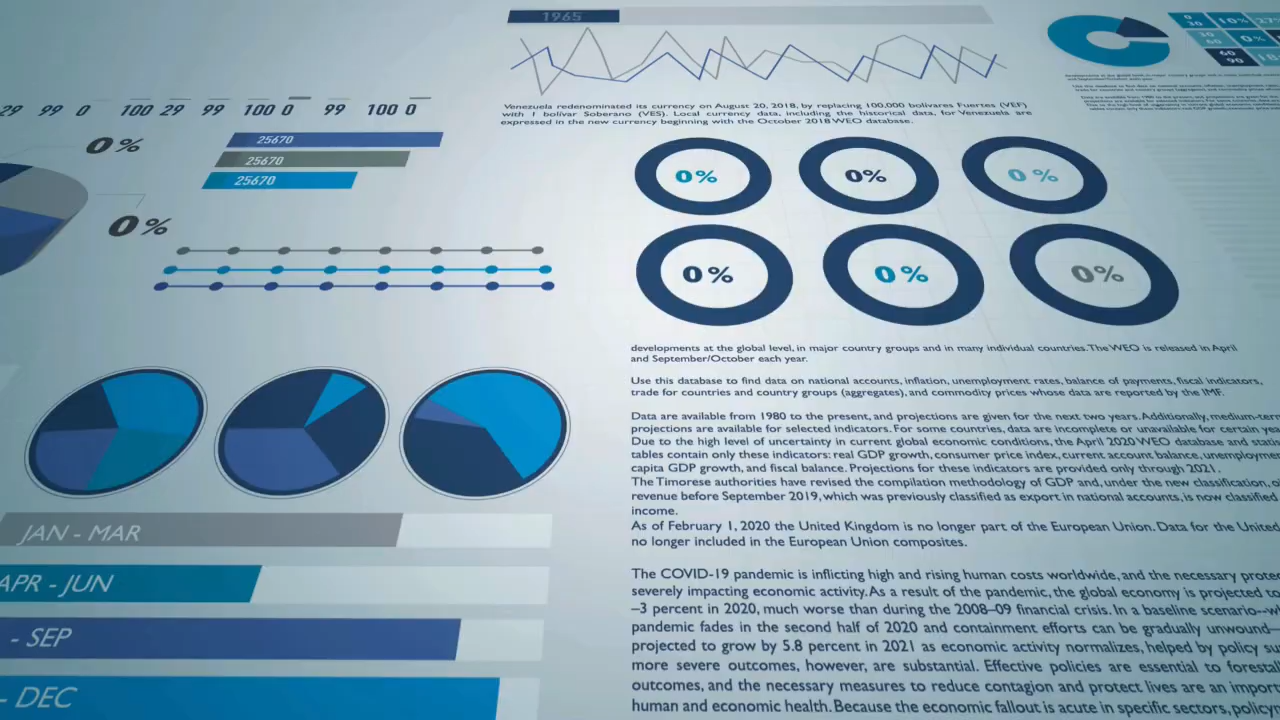 1965
29 99 0 100 29 99 100 0 99 100 0
0 %
25670
25670
25670
0 %
Venezuela redenominated its currency on August 20, 2018, by replacing 100,000 bolívares Fuertes (VEF)
with 1 bolívar Soberano (VES). Local currency data, including the historical data, for Venezuela are
expressed in the new currency beginning with the October 2018 WEO database.
0 30 10%
30 60 0%
60 90
0 % 0 % 0 %
0 % 0 % 0 %
developments at the global level, in major country groups and in many individual countries. The WEO is released in April
and September/October each year.
Use this database to find data on national accounts, inflation, unemployment rates, balance of payments, fiscal indicators,
trade for countries and country groups (aggregates), and commodity prices whose data are reported by the IMF.
Data are available from 1980 to the present, and projections are given for the next two years. Additionally, medium-ter
projections are available for selected indicators. For some countries, data are incomplete or unavailable for certain yea
Due to the high level of uncertainty in current global economic conditions, the April 2020 WEO database and statis
tables contain only these indicators: real GDP growth, consumer price index, current account balance, unemployme
capita GDP growth, and fiscal balance. Projections for these indicators are provided only through 2021.
The Timorese authorities have revised the compilation methodology of GDP and, under the new classification, o
revenue before September 2019, which was previously classified as export in national accounts, is now classified
income.
As of February 1, 2020 the United Kingdom is no longer part of the European Union. Data for the United
no longer included in the European Union composites.
The COVID-19 pandemic is inflicting high and rising human costs worldwide, and the necessary protec
severely impacting economic activity. As a result of the pandemic, the global economy is projected to
–3 percent in 2020, much worse than during the 2008–09 financial crisis. In a baseline scenario--wh
pandemic fades in the second half of 2020 and containment efforts can be gradually unwound—
projected to grow by 5.8 percent in 2021 as economic activity normalizes, helped by policy su
more severe outcomes, however, are substantial. Effective policies are essential to forestal
outcomes, and the necessary measures to reduce contagion and protect lives are an import
human and economic health. Because the economic fallout is acute in specific sectors, policym
JAN - MAR
APR - JUN
- SEP
- DEC